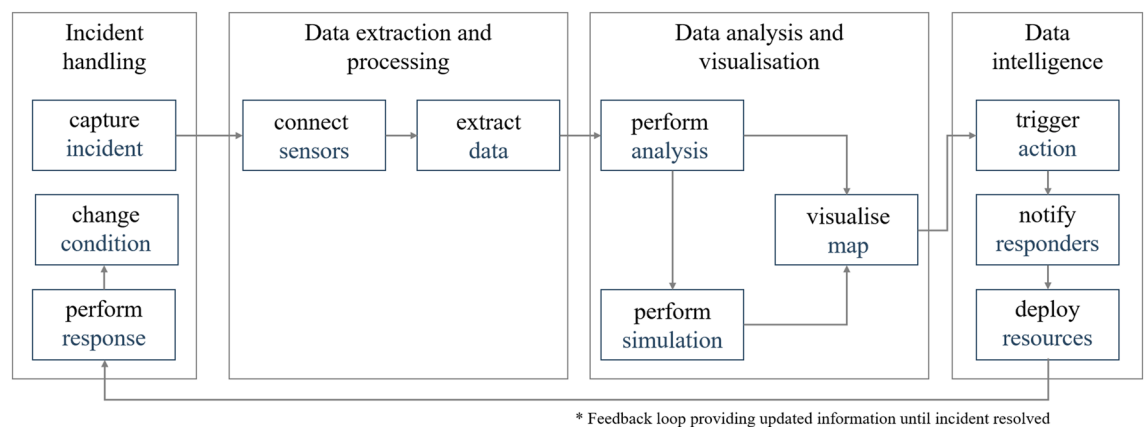 Incident
handling
capture
incident
change
condition
perform
response
Data extraction and
processing
connect
sensors
extract
data
Data analysis and
visualisation
perform
analysis
visualise
map
perform
simulation
Data
intelligence
trigger
action
notify
responders
deploy
resources
* Feedback loop providing updated information until incident resolved